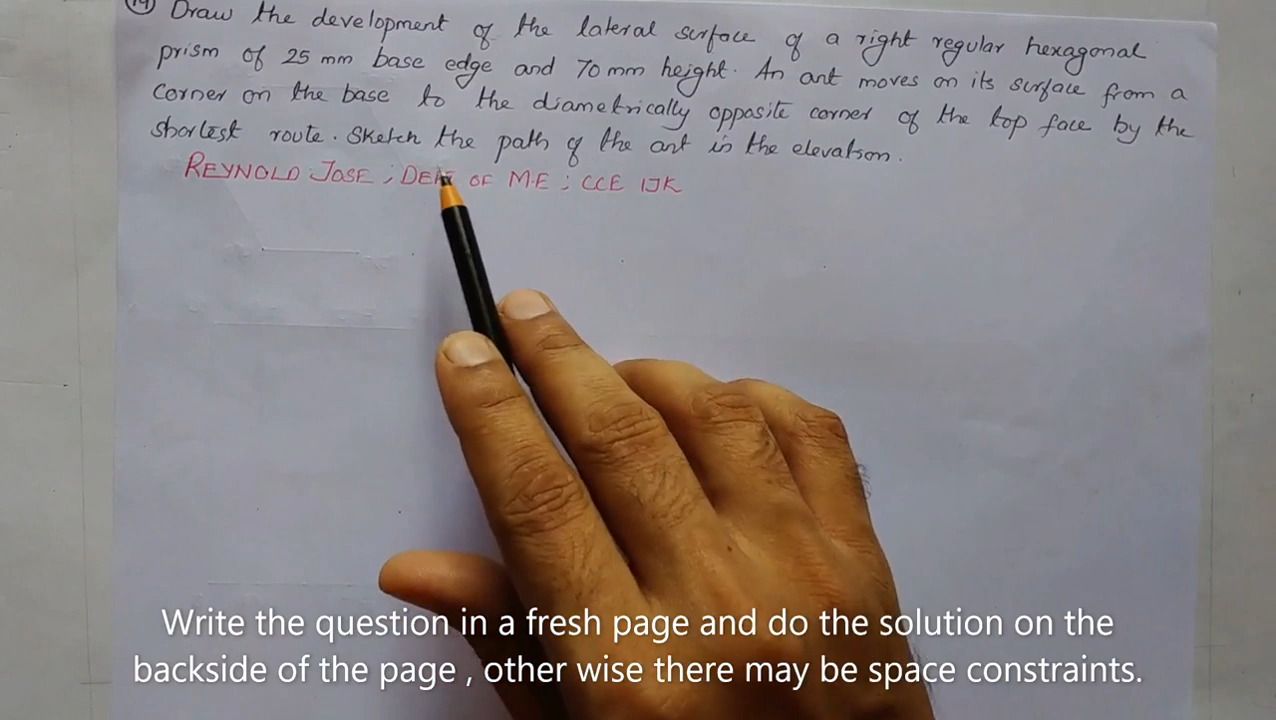 (19) Draw the development of the lateral surface of a right regular hexagonal
prism of 25 mm base edge and 70 mm height. An ant moves on its surface from a
corner on the base to the diametrically opposite corner of the top face by the
shortest route. Sketch the path of the ant in the elevation.
REYNOLD JOSE ; OF M.E ; CCE IJK
Write the question in a fresh page and do the solution on the
backside of the page , other wise there may be space constraints.